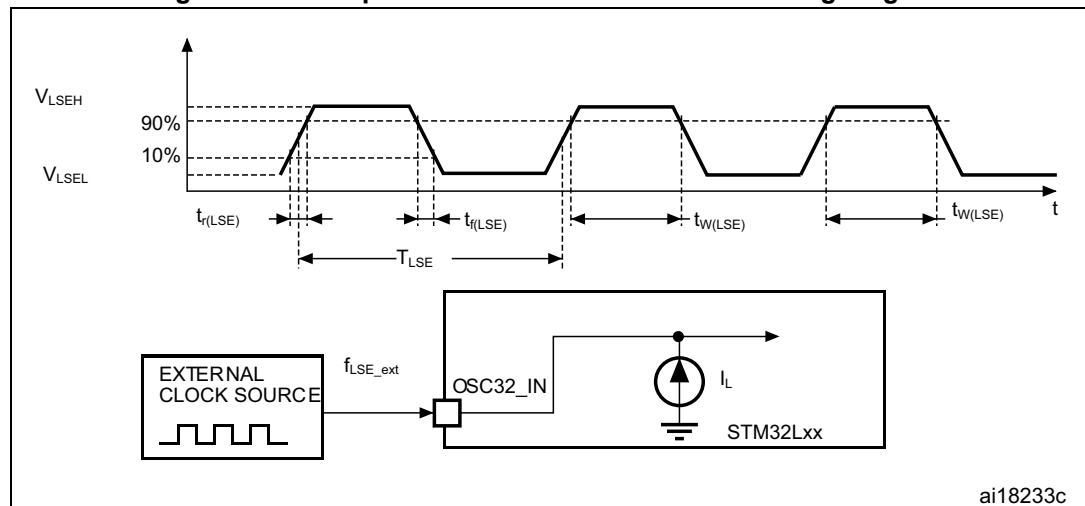 V_LSEH
90%
10%
V_LSEL
t_r(LSE)
t_f(LSE)
t_W(LSE)
t_W(LSE)
t
T_LSE
EXTERNAL
CLOCK SOURCE
f_LSE_ext
OSC32_IN
I_L
STM32Lxx
ai18233c